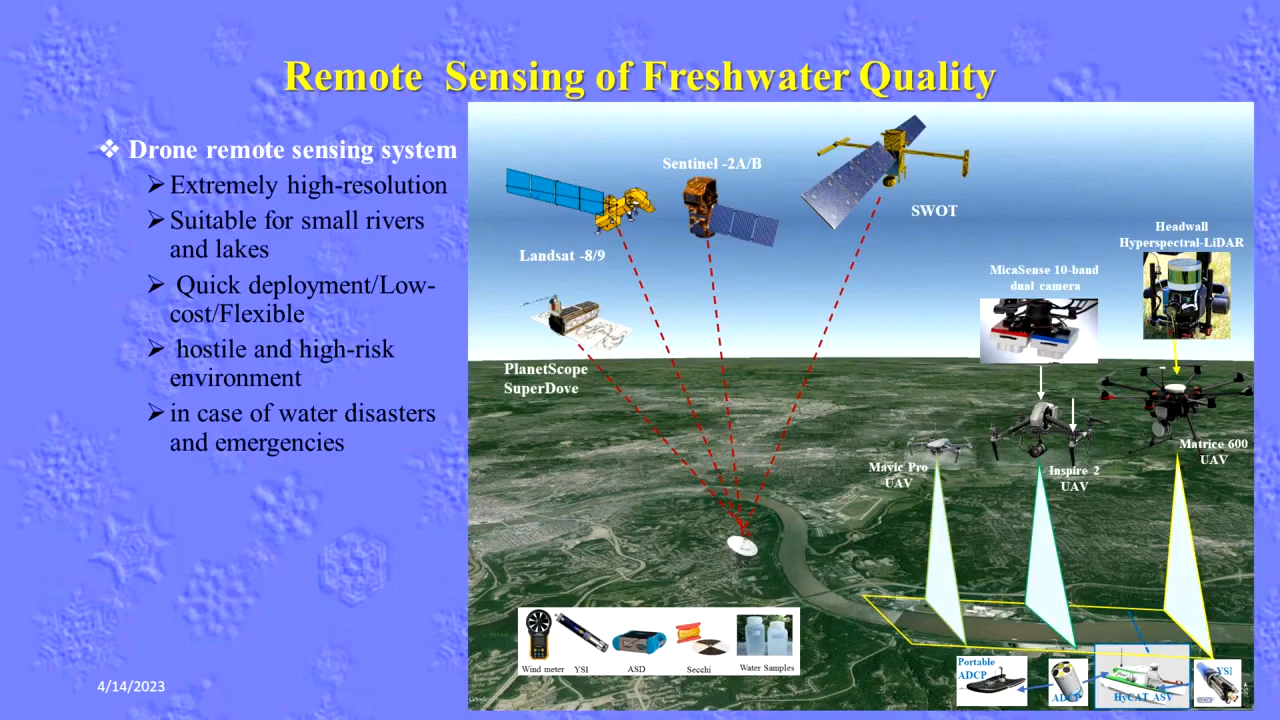 Remote Sensing of Freshwater Quality
❖ Drone remote sensing system
➢ Extremely high-resolution
➢ Suitable for small rivers
and lakes
➢ Quick deployment/Low-
cost/Flexible
➢ hostile and high-risk
environment
➢ in case of water disasters
and emergencies
4/14/2023
Sentinel -2A/B
SWOT
Landsat -8/9
PlanetScope
SuperDove
Headwall
Hyperspectral-LiDAR
MicaSense 10-band
dual camera
Mavic Pro
UAV
Inspire 2
UAV
Matrice 600
UAV
Wind meter
YSI
ASD
Secchi
Water Samples
Portable
ADCP
ADCP
HyCAT ASV
YSI
Google